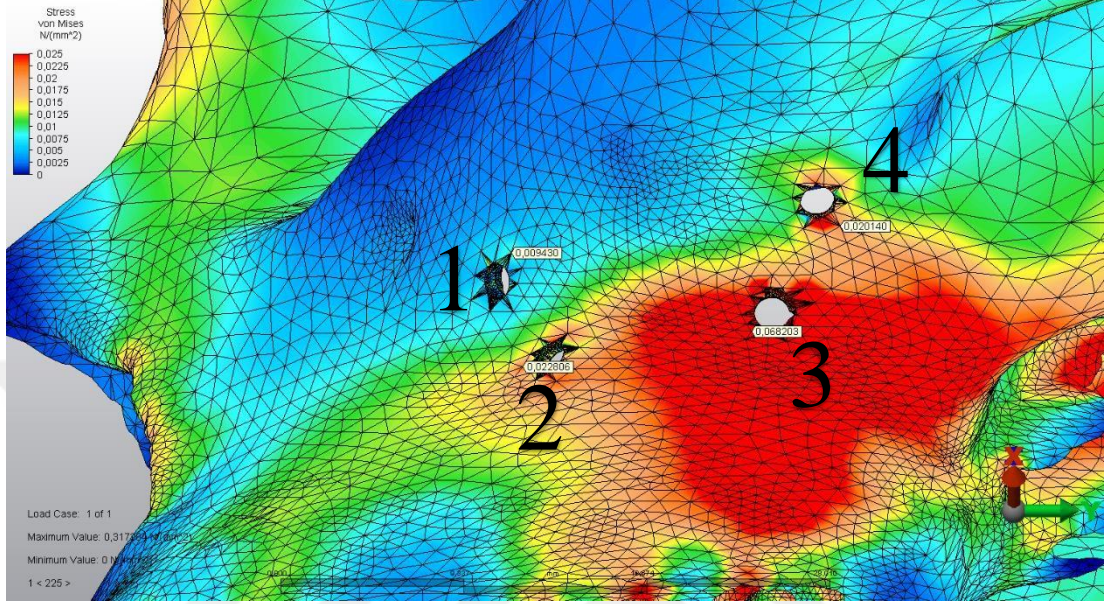 Stress
von Mises
N/(mm^2)
0,025
0,0225
0,02
0,0175
0,015
0,0125
0,01
0,0075
0,005
0,0025
0
4
0,020140
1
0,009430
0,068203
3
0,022806
2
X
Y
Load Case: 1 of 1
Maximum Value:
Minimum Value: 0
mm
1 < 225 >